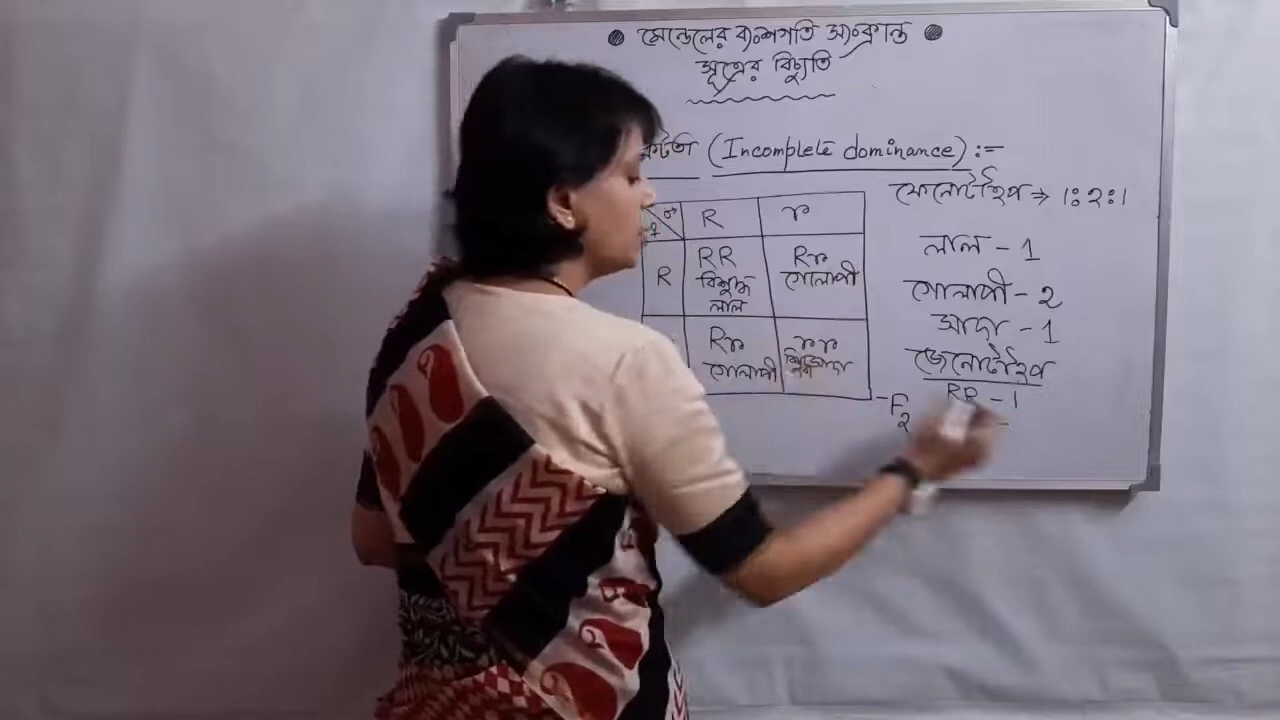 মেন্ডেলের বংশগতি সংক্রান্ত
সূত্রের বিচ্যুতি
(Incomplete dominance) :-
♂ R r
♀
R RR Rr
বিশুদ্ধ গোলাপী
লাল
Rr rr
গোলাপী
ফেনোটাইপ → ১ঃ২ঃ১
লাল - 1
গোলাপী - 2
সাদা - 1
জেনোটাইপ
RR - 1
- F2